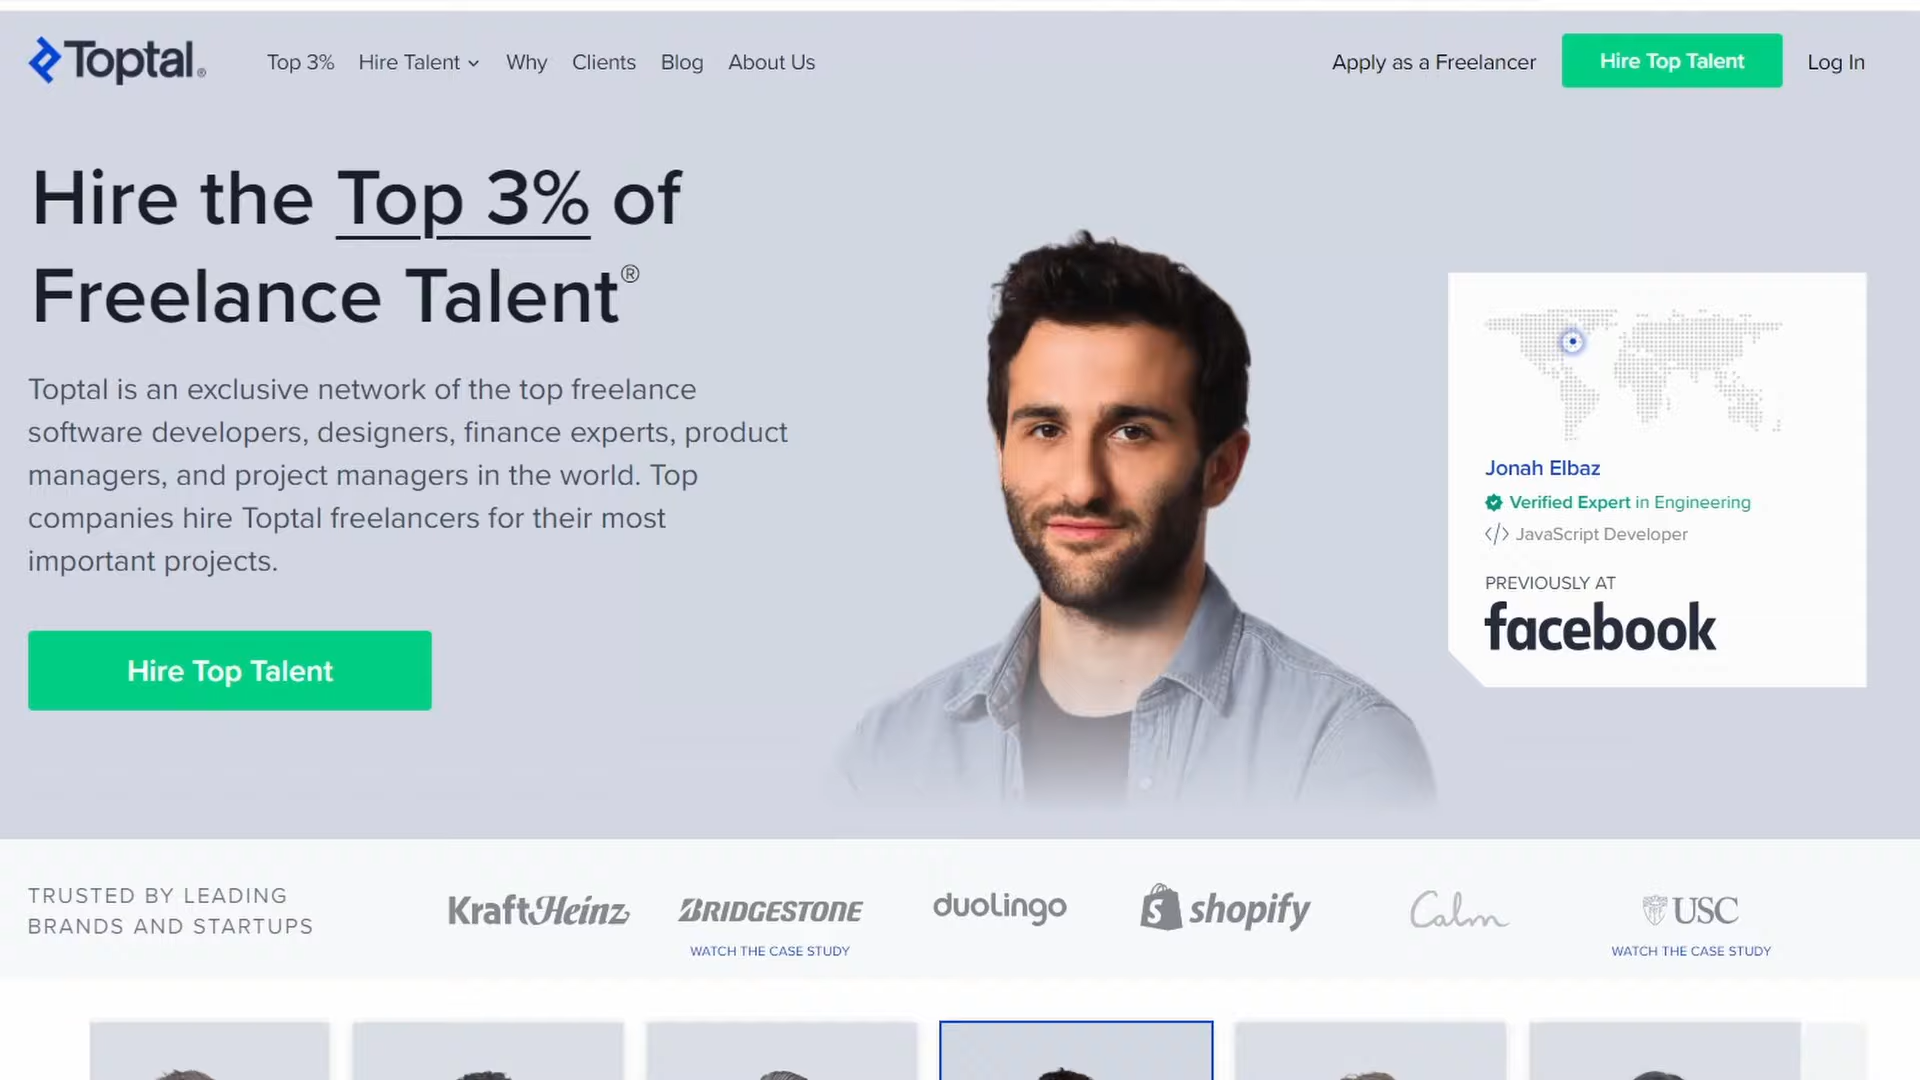 Toptal®
Top 3%
Hire Talent
Why
Clients
Blog
About Us
Apply as a Freelancer
Hire Top Talent
Log In
Hire the Top 3% of
Freelance Talent®
Toptal is an exclusive network of the top freelance
software developers, designers, finance experts, product
managers, and project managers in the world. Top
companies hire Toptal freelancers for their most
important projects.
Hire Top Talent
Jonah Elbaz
Verified Expert in Engineering
</> JavaScript Developer
PREVIOUSLY AT
facebook
TRUSTED BY LEADING
BRANDS AND STARTUPS
KraftHeinz
BRIDGESTONE
WATCH THE CASE STUDY
duolingo
shopify
Calm
USC
WATCH THE CASE STUDY